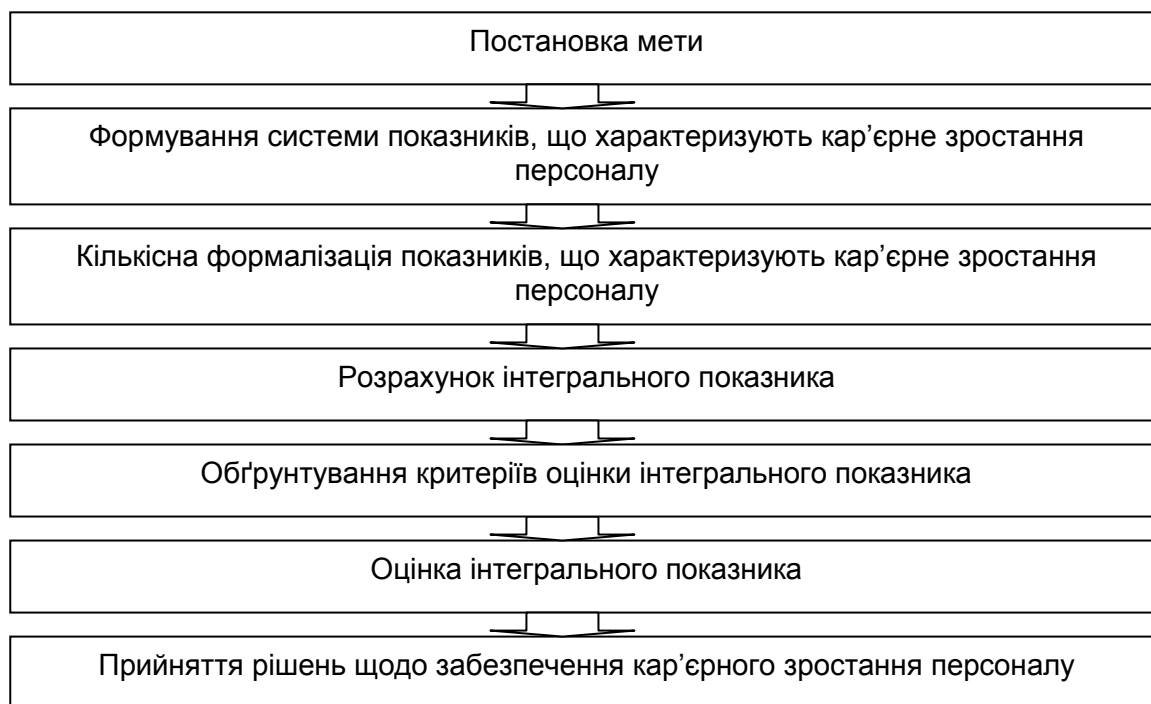 Постановка мети
Формування системи показників, що характеризують кар’єрне зростання
персоналу
Кількісна формалізація показників, що характеризують кар’єрне зростання
персоналу
Розрахунок інтегрального показника
Обґрунтування критеріїв оцінки інтегрального показника
Оцінка інтегрального показника
Прийняття рішень щодо забезпечення кар’єрного зростання персоналу